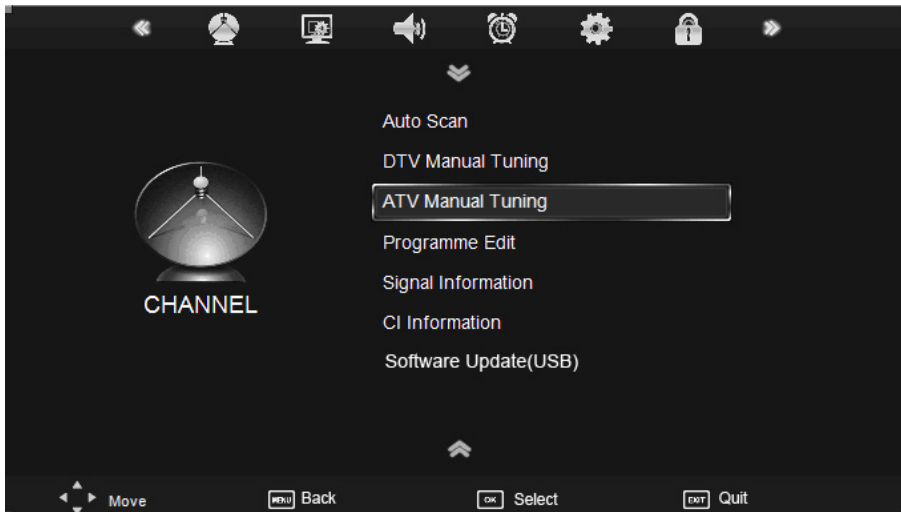 Auto Scan
DTV Manual Tuning
ATV Manual Tuning
Programme Edit
Signal Information
CI Information
Software Update(USB)
CHANNEL
Move MENU Back OK Select EXIT Quit